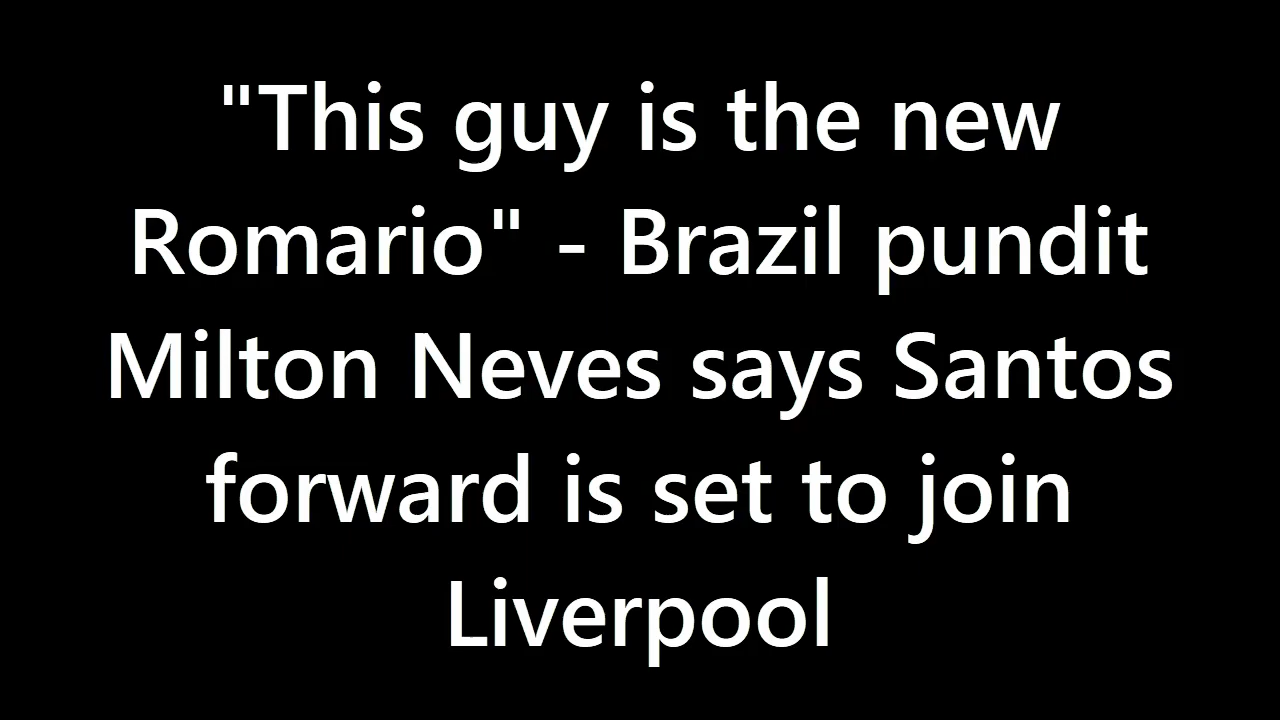 "This guy is the new
Romario" - Brazil pundit
Milton Neves says Santos
forward is set to join
Liverpool